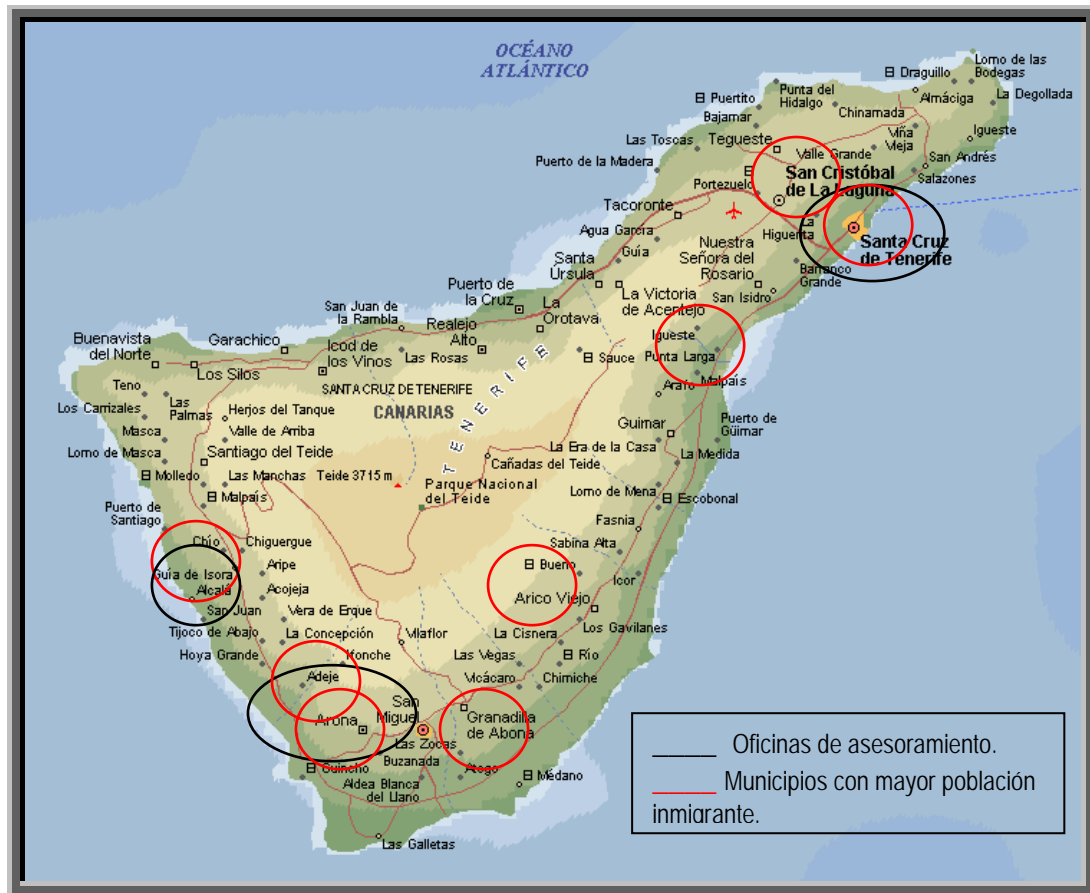 OCÉANO
ATLÁNTICO
Lomo de las
Bodegas
Draguillo
Almáciga
La Degollada
Punta del
Hidalgo
Chinamada
Puertito
Bajamar
Viña
Vieja
Igueste
Las Toscas
Tegueste
Valle Grande
San Andrés
Puerto de la Madera
Salazones
San Cristóbal
de La Laguna
Portezuelo
Tacoronte
La
Higuerita
Santa Cruz
de Tenerife
Agua García
Guía
Nuestra
Señora del
Rosario
Barranco
Grande
Santa
Úrsula
San Isidro
La Victoria
de Acentejo
Puerto de
la Cruz
La
Orotava
San Juan de
la Rambla
Realejo
Alto
Igueste
Punta Larga
Malpaís
Arafo
Buenavista
del Norte
Garachico
Icod de
los Vinos
Las Rosas
Sauce
Los Silos
SANTA CRUZ DE TENERIFE
CANARIAS
TENERIFE
Teno
Las
Palmas
Los Carrizales
Herjos del Tanque
Masca
Valle de Arriba
Puerto de
Güimar
Guimar
Lomo de Masca
Santiago del Teide
La Era de la Casa
Cañadas del Teide
La Medida
Molledo
Las Manchas
Teide 3715 m
Parque Nacional
del Teide
Lomo de Mena
Escobonal
Malpaís
Puerto de
Santiago
Fasnia
Chío
Chiguergue
Sabina Alta
Guía de Isora
Aripe
Bueno
Icor
Alcalá
Acojeja
Arico Viejo
San Juan
Vera de Erque
Los Gavilanes
Tijoco de Abajo
La Concepción
Vilaflor
La Cisnera
Hoya Grande
Ifonche
Las Vegas
Río
Adeje
Vicácaro
Chimiche
Arona
San
Miguel
Granadilla
de Abona
Las Zocas
Guincho
Buzanada
Atogo
Médano
Aldea Blanca
del Llano
Las Galletas
Oficinas de asesoramiento.
Municipios con mayor población
inmigrante.